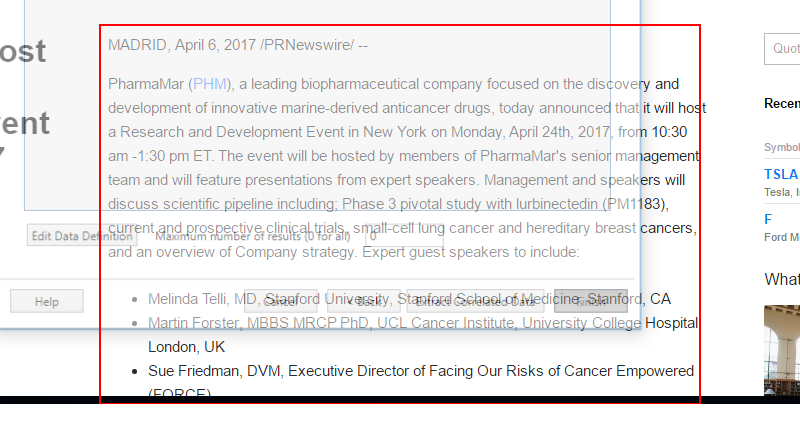 ost
ent
MADRID, April 6, 2017 /PRNewswire/ --
PharmaMar (PHM), a leading biopharmaceutical company focused on the discovery and
development of innovative marine-derived anticancer drugs, today announced that it will host
a Research and Development Event in New York on Monday, April 24th, 2017, from 10:30
am -1:30 pm ET. The event will be hosted by members of PharmaMar's senior management
team and will feature presentations from expert speakers. Management and speakers will
discuss scientific pipeline including; Phase 3 pivotal study with lurbinectedin (PM1183),
current and prospective clinical trials, small-cell lung cancer and hereditary breast cancers,
and an overview of Company strategy. Expert guest speakers to include:
Edit Data Definition Maximum number of results (0 for all) 0
Melinda Telli, MD, Stanford University, Stanford School of Medicine, Stanford, CA
Help Cancel < Back Extract Correlated Data Finish
Martin Forster, MBBS MRCP PhD, UCL Cancer Institute, University College Hospital
London, UK
Sue Friedman, DVM, Executive Director of Facing Our Risks of Cancer Empowered
(FORCE)
Quot
Recen
Symbol
TSLA
Tesla, I
F
Ford M
What